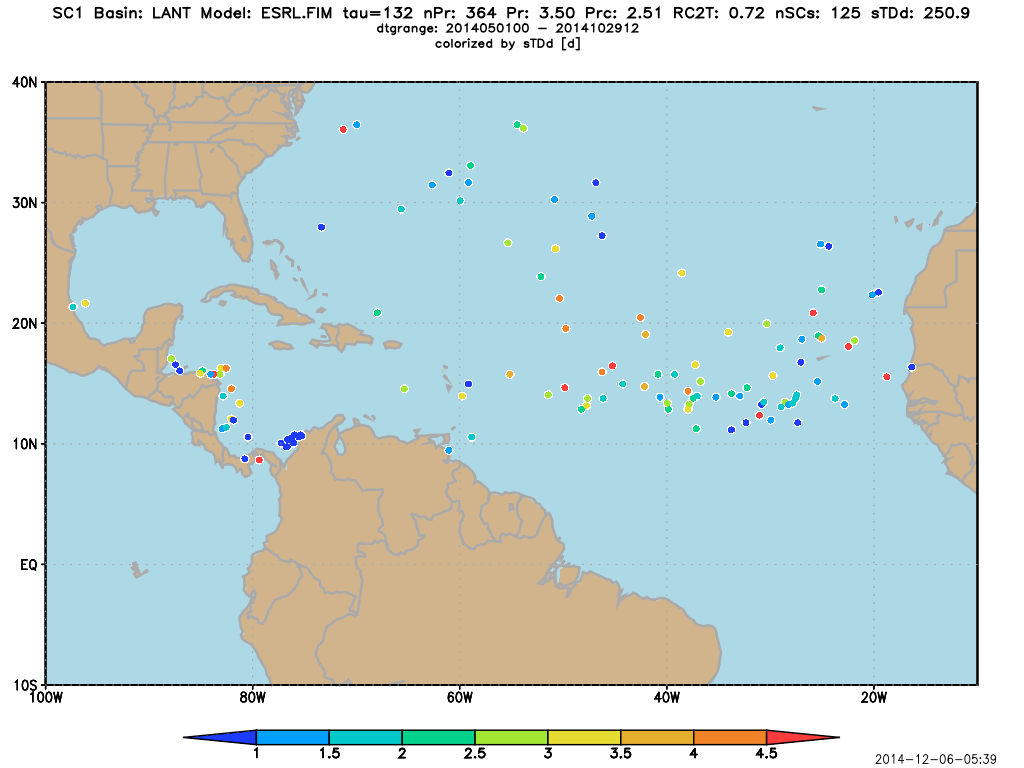 SC1 Basin: LANT Model: ESRL.FIM tau=132 nPr: 364 Pr: 3.50 Prc: 2.51 RC2T: 0.72 nSCs: 125 sTDd: 250.9
dtgrange: 2014050100 – 2014102912
colorized by sTDd [d]
40N
30N
20N
10N
EQ
10S
100W 80W 60W 40W 20W
1 1.5 2 2.5 3 3.5 4 4.5
2014-12-06-05:39